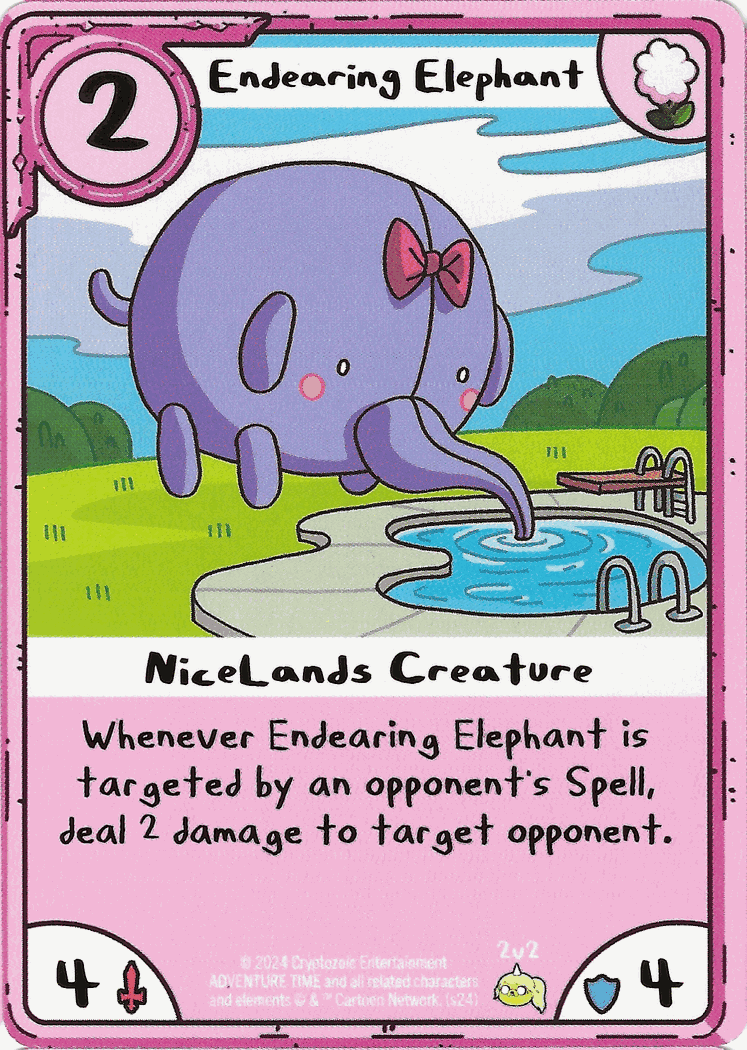 2
Endearing Elephant
NiceLands Creature
Whenever Endearing Elephant is
targeted by an opponent's Spell,
deal 2 damage to target opponent.
4
© 2024 Cryptozoic Entertainment
ADVENTURE TIME and all related characters
and elements © & ™ Cartoon Network. (s24)
2v2
4